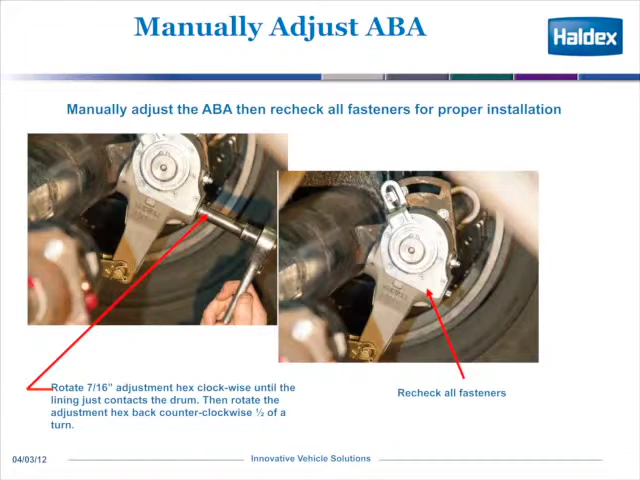 Manually Adjust ABA
Haldex
Manually adjust the ABA then recheck all fasteners for proper installation
Rotate 7/16” adjustment hex clock-wise until the
lining just contacts the drum. Then rotate the
adjustment hex back counter-clockwise ½ of a
turn.
Recheck all fasteners
04/03/12
Innovative Vehicle Solutions